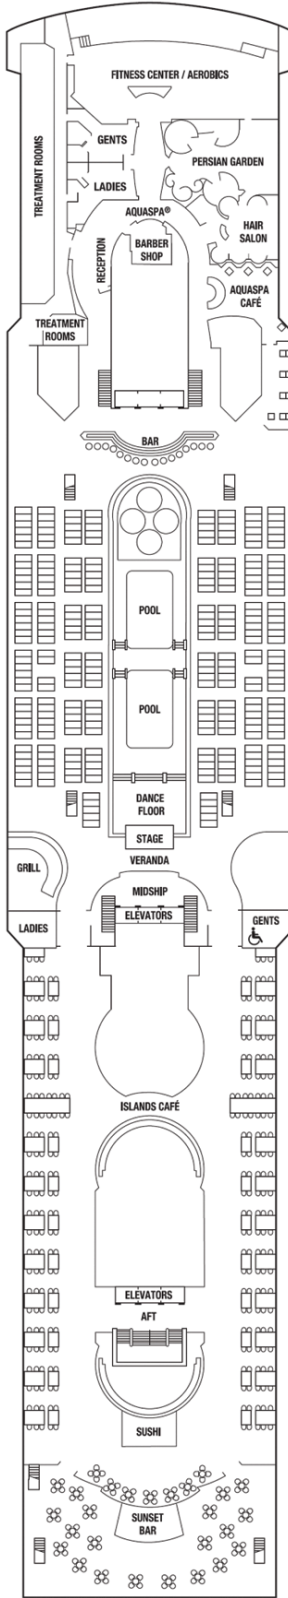 FITNESS CENTER / AEROBICS
TREATMENT ROOMS
GENTS
PERSIAN GARDEN
LADIES
AQUASPA®
HAIR
SALON
BARBER
SHOP
RECEPTION
AQUASPA
CAFÉ
TREATMENT
ROOMS
BAR
POOL
POOL
DANCE
FLOOR
STAGE
VERANDA
GRILL
MIDSHIP
ELEVATORS
LADIES
GENTS
ISLANDS CAFÉ
ELEVATORS
AFT
SUSHI
SUNSET
BAR